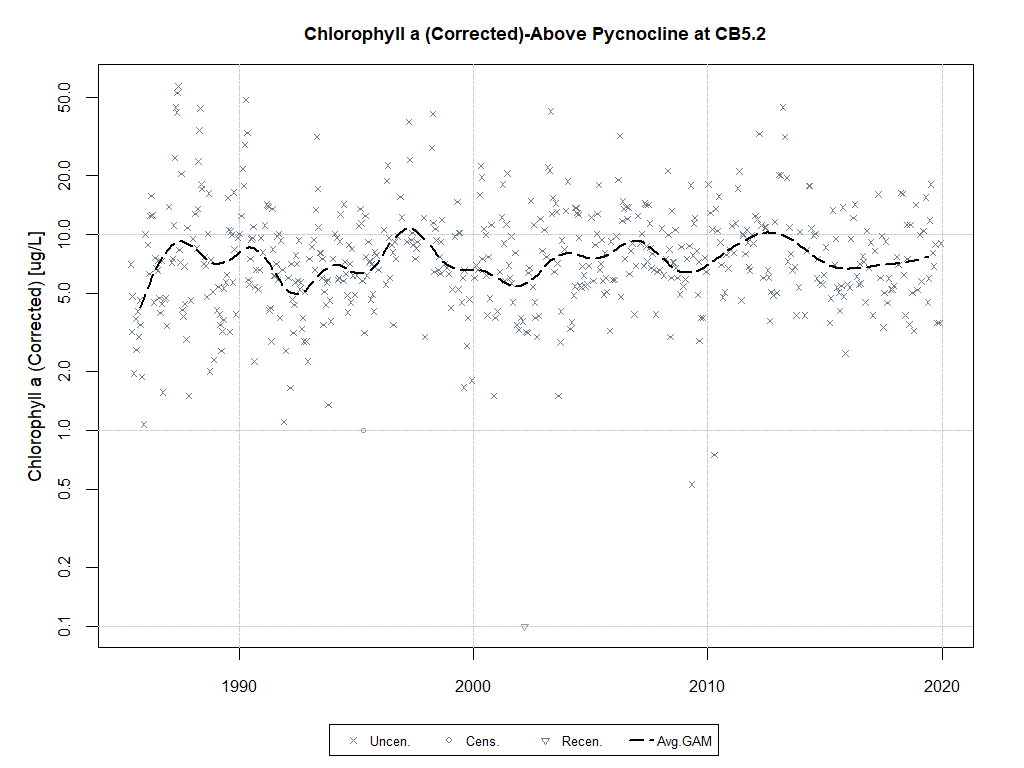 Chlorophyll a (Corrected)-Above Pycnocline at CB5.2
Chlorophyll a (Corrected) [ug/L]
50.0
20.0
10.0
5.0
2.0
1.0
0.5
0.2
0.1
1990 2000 2010 2020
Uncen. Cens. Recen. Avg.GAM